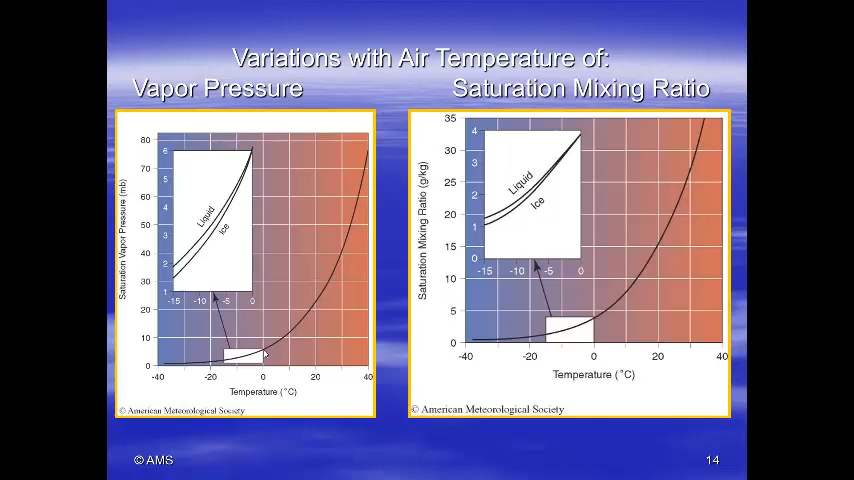 Variations with Air Temperature of:
Vapor Pressure
Saturation Mixing Ratio
Saturation Vapor Pressure (mb)
80
70
60
50
40
30
20
10
0
6
5
4
3
2
1
Liquid
Ice
-15 -10 -5 0
-40 -20 0 20 40
Temperature (°C)
© American Meteorological Society
Saturation Mixing Ratio (g/kg)
35
30
25
20
15
10
5
0
4
3
2
1
0
Liquid
Ice
-15 -10 -5 0
-40 -20 0 20 40
Temperature (°C)
© American Meteorological Society
© AMS
14